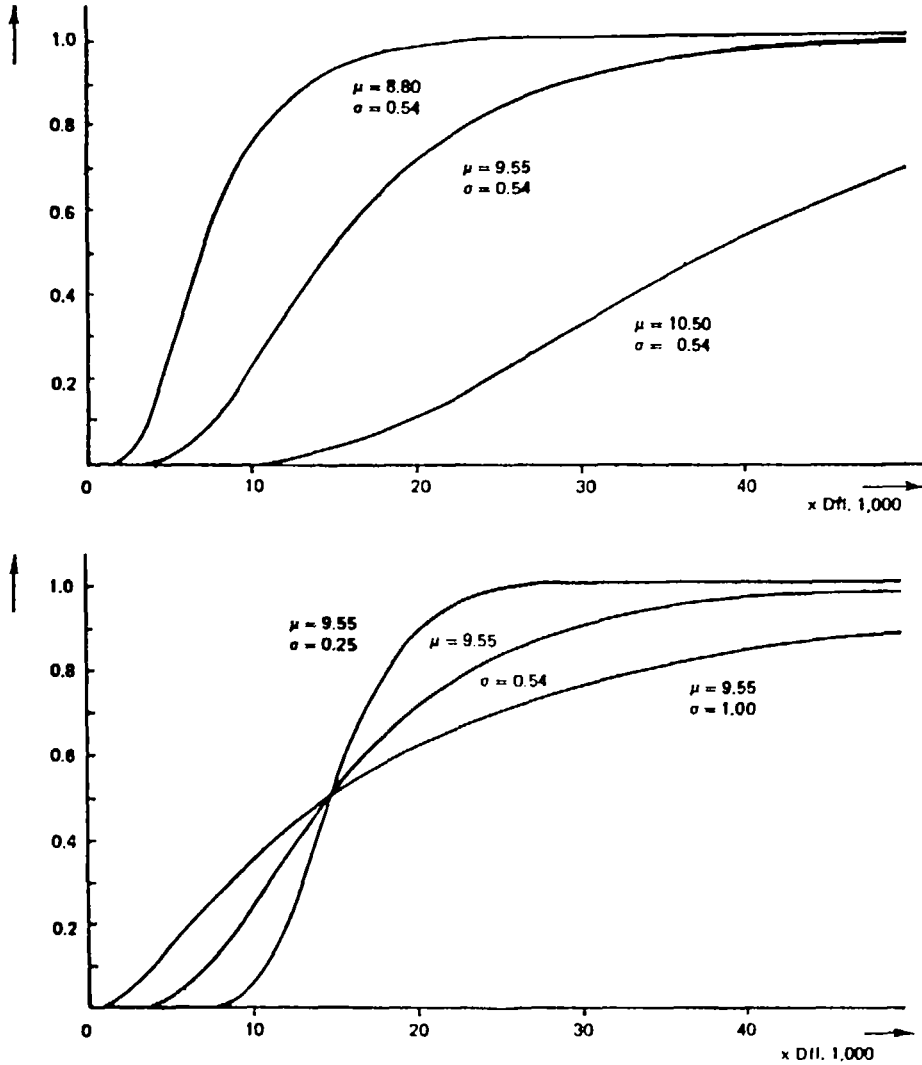 1.0
μ = 8.80
σ = 0.54
0.8
μ = 9.55
σ = 0.54
0.6
0.4
μ = 10.50
σ = 0.54
0.2
0 10 20 30 40
x Dfl. 1,000
1.0
μ = 9.55
σ = 0.25
μ = 9.55
0.8
σ = 0.54
μ = 9.55
σ = 1.00
0.6
0.4
0.2
0 10 20 30 40
x Dfl. 1,000